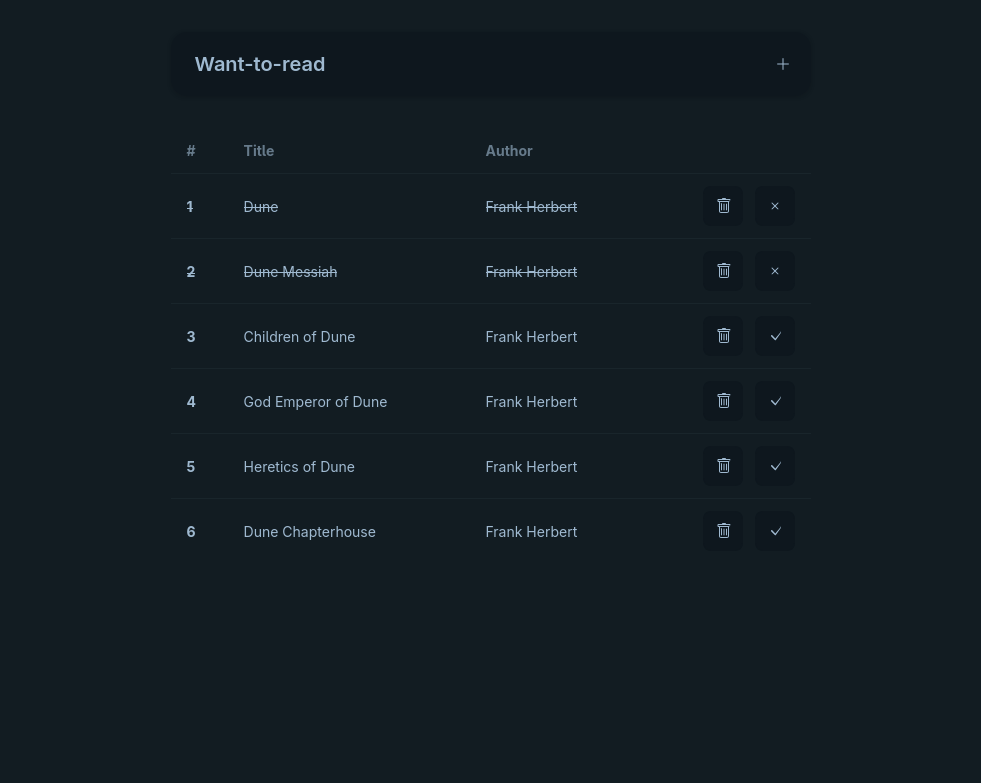 Want-to-read
# Title Author
1 Dune Frank Herbert
2 Dune Messiah Frank Herbert
3 Children of Dune Frank Herbert
4 God Emperor of Dune Frank Herbert
5 Heretics of Dune Frank Herbert
6 Dune Chapterhouse Frank Herbert